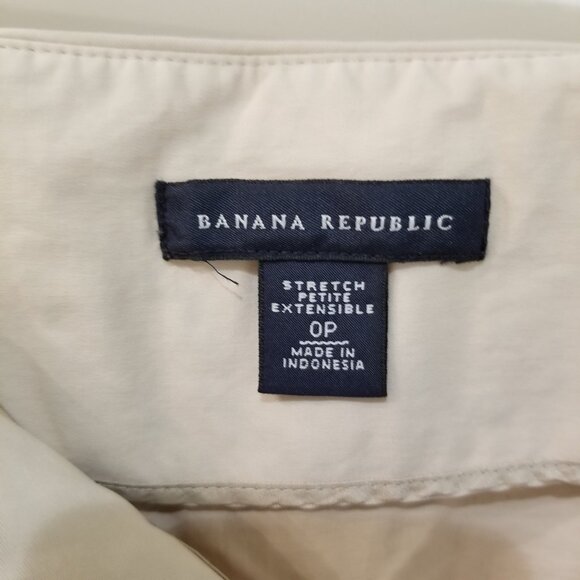 BANANA REPUBLIC
STRETCH
PETITE
EXTENSIBLE
0P
MADE IN
INDONESIA